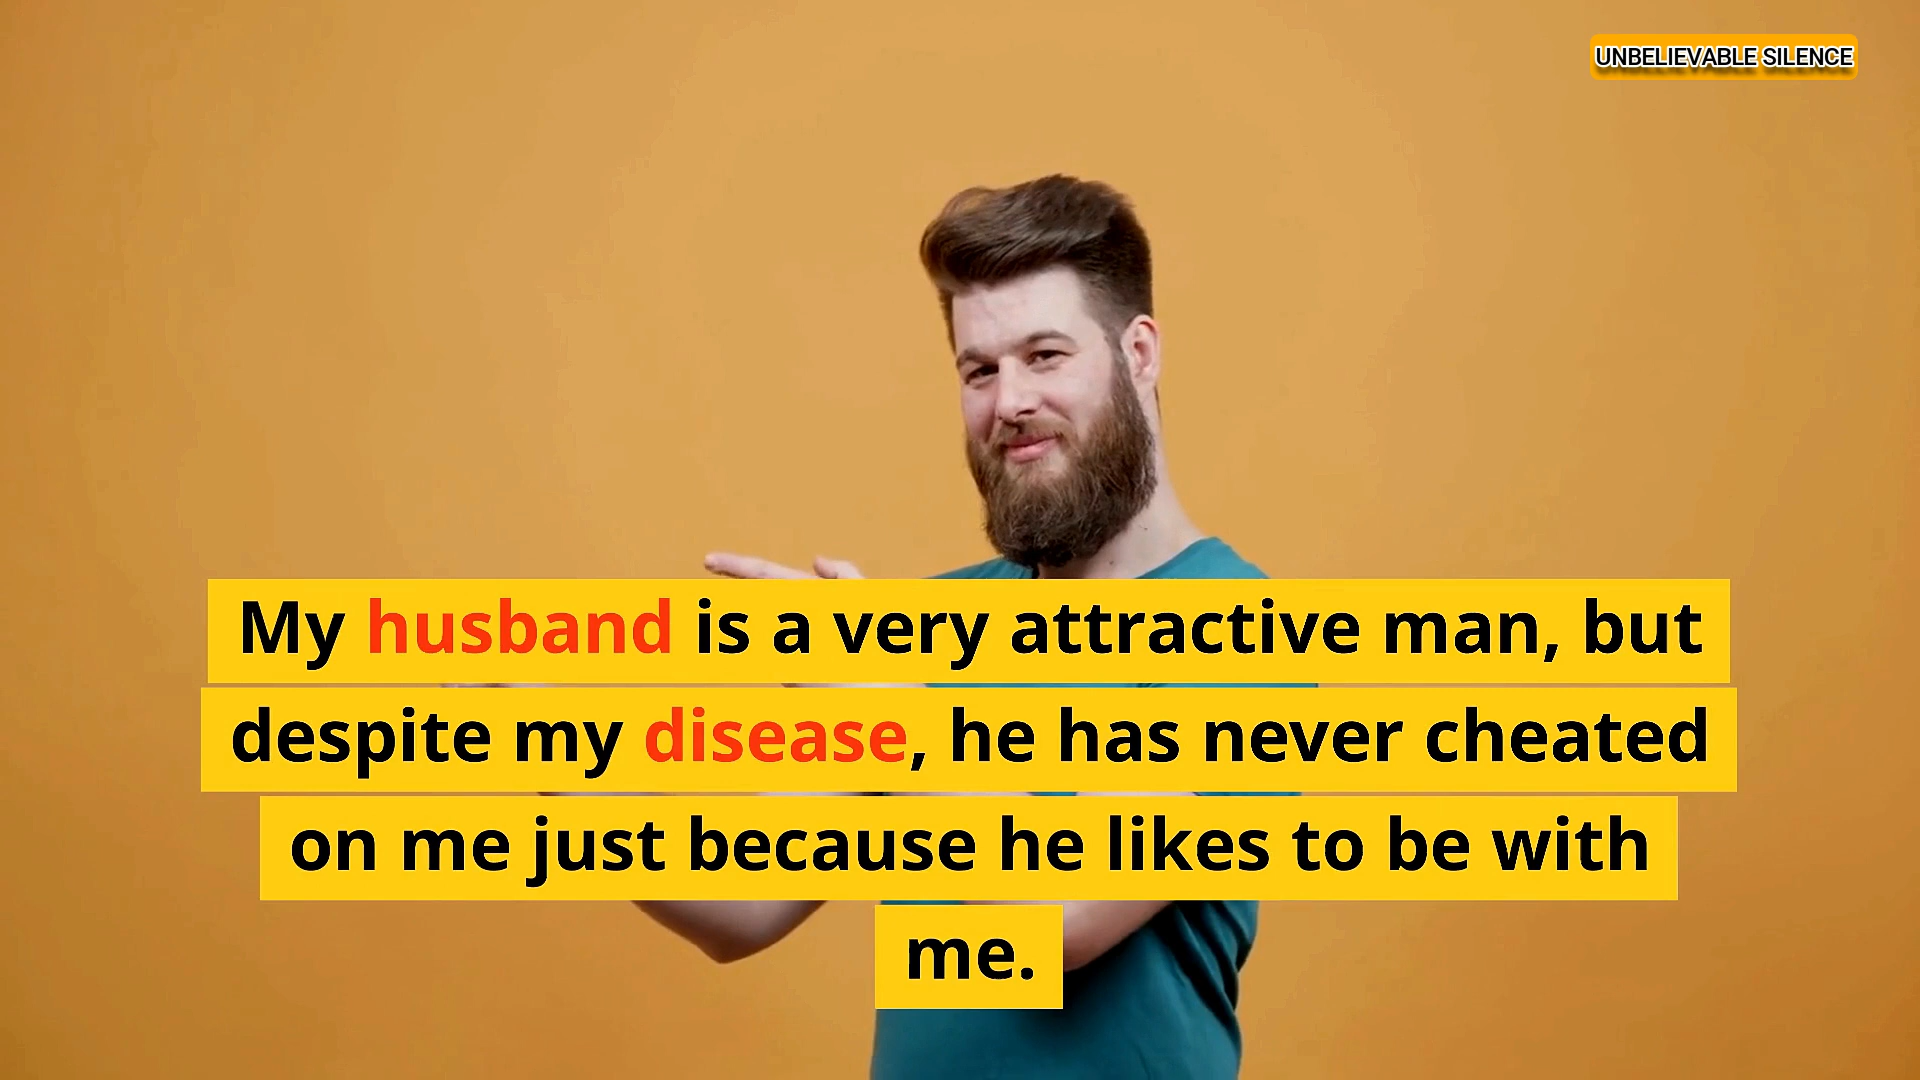 UNBELIEVABLE SILENCE
My husband is a very attractive man, but
despite my disease, he has never cheated
on me just because he likes to be with
me.